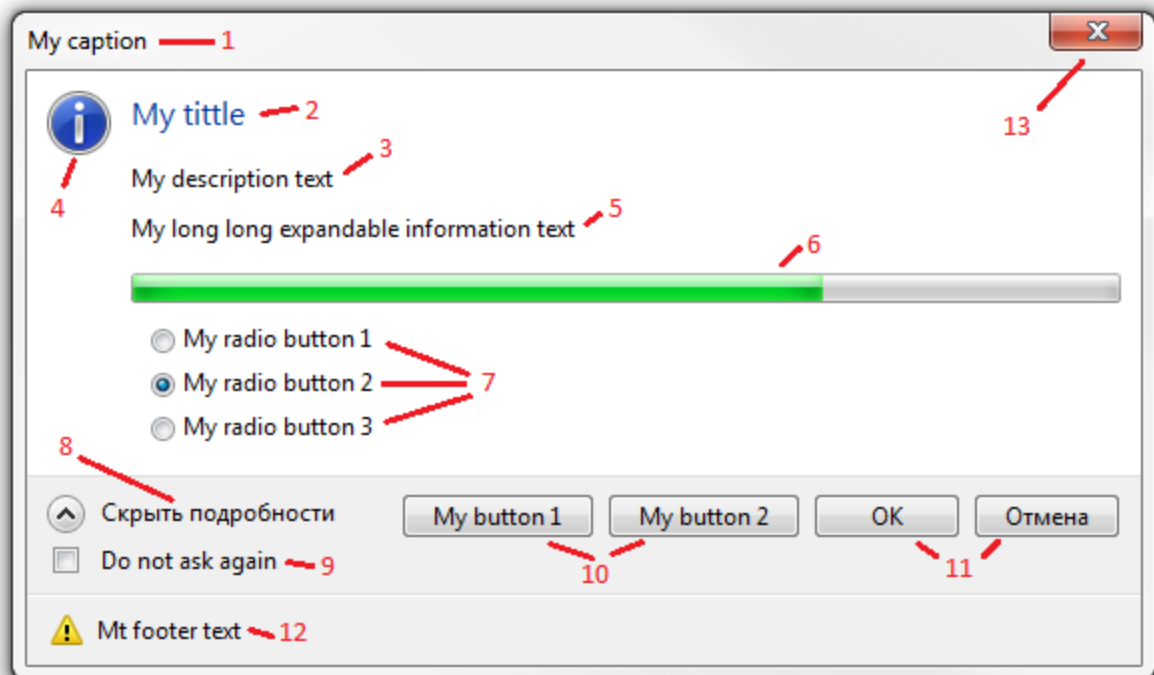 My caption 1
x
My tittle 2
13
3
My description text
4
5
My long long expandable information text
6
My radio button 1
My radio button 2 7
My radio button 3
8
Скрыть подробности My button 1 My button 2 OK Отмена
Do not ask again 9 10 11
Mt footer text 12